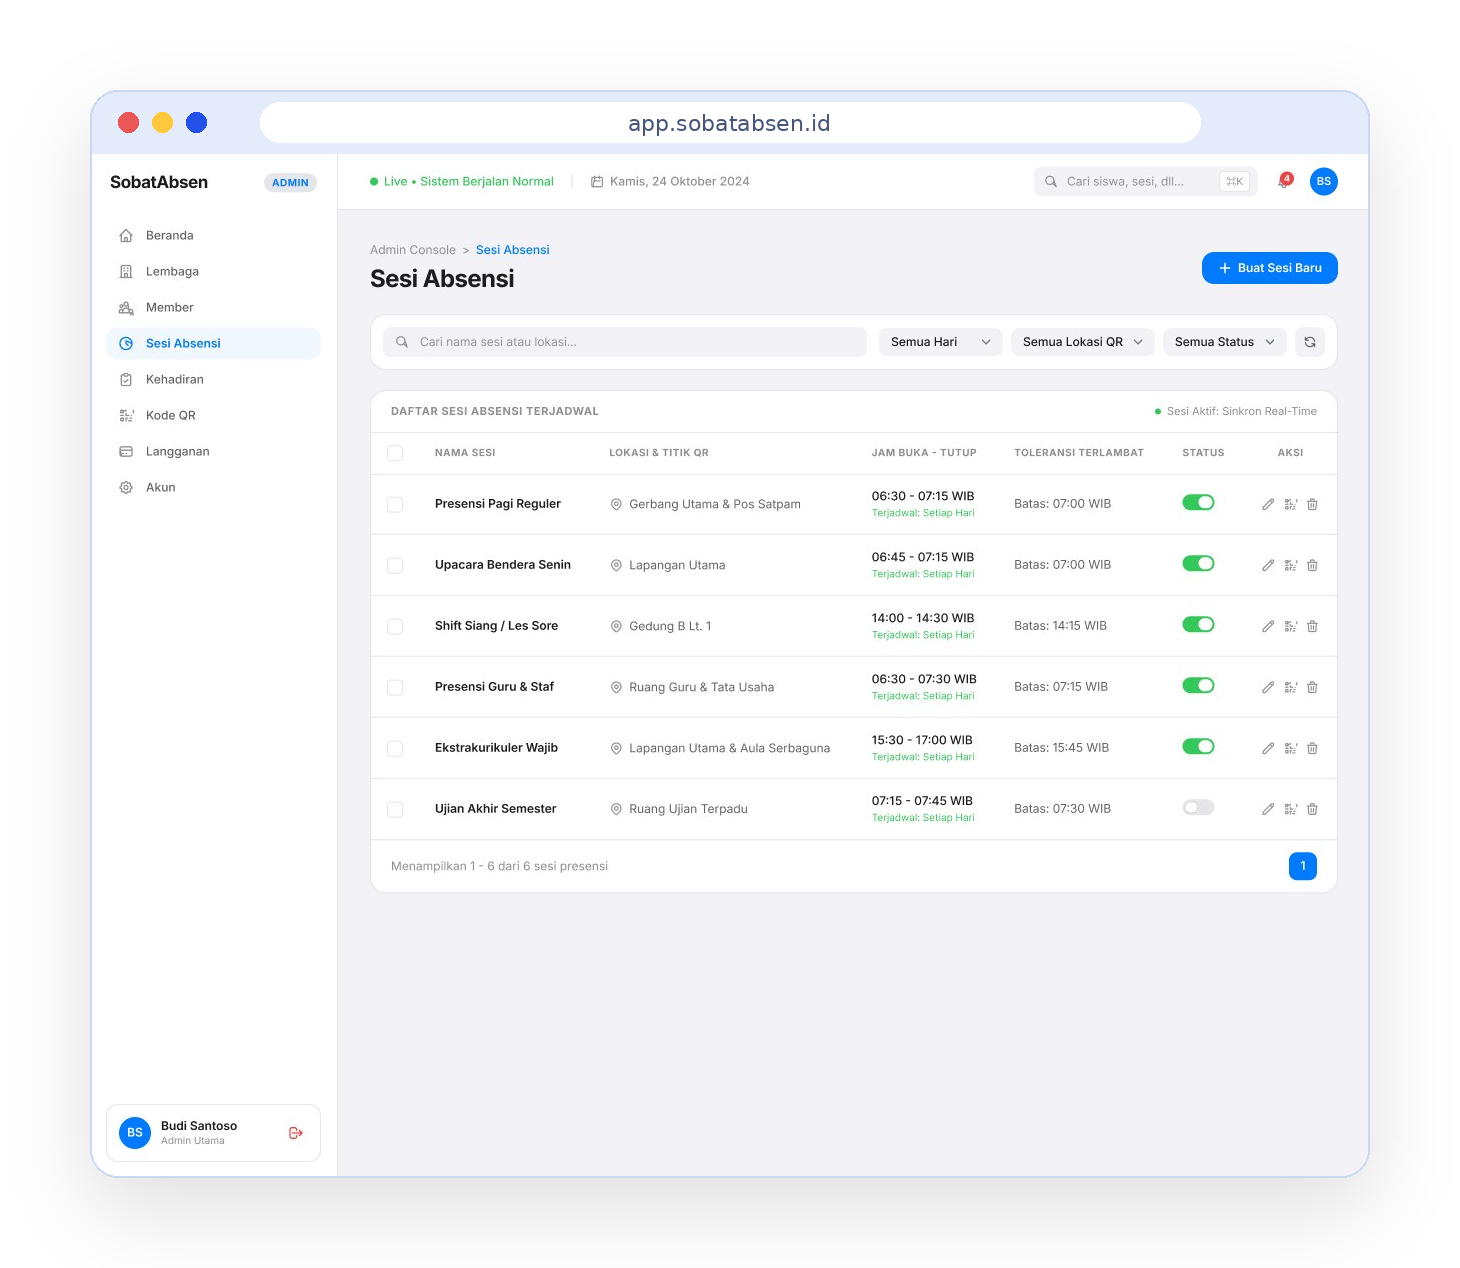 app.sobatabsen.id
SobatAbsen
ADMIN
Live • Sistem Berjalan Normal
Kamis, 24 Oktober 2024
Cari siswa, sesi, dll...
⌘K
4
BS
Beranda
Lembaga
Member
Sesi Absensi
Kehadiran
Kode QR
Langganan
Akun
Admin Console > Sesi Absensi
Sesi Absensi
+ Buat Sesi Baru
Cari nama sesi atau lokasi...
Semua Hari
Semua Lokasi QR
Semua Status
DAFTAR SESI ABSENSI TERJADWAL
Sesi Aktif: Sinkron Real-Time
NAMA SESI LOKASI & TITIK QR JAM BUKA - TUTUP TOLERANSI TERLAMBAT STATUS AKSI
Presensi Pagi Reguler Gerbang Utama & Pos Satpam 06:30 - 07:15 WIB Batas: 07:00 WIB
Terjadwal: Setiap Hari
Upacara Bendera Senin Lapangan Utama 06:45 - 07:15 WIB Batas: 07:00 WIB
Terjadwal: Setiap Hari
Shift Siang / Les Sore Gedung B Lt. 1 14:00 - 14:30 WIB Batas: 14:15 WIB
Terjadwal: Setiap Hari
Presensi Guru & Staf Ruang Guru & Tata Usaha 06:30 - 07:30 WIB Batas: 07:15 WIB
Terjadwal: Setiap Hari
Ekstrakurikuler Wajib Lapangan Utama & Aula Serbaguna 15:30 - 17:00 WIB Batas: 15:45 WIB
Terjadwal: Setiap Hari
Ujian Akhir Semester Ruang Ujian Terpadu 07:15 - 07:45 WIB Batas: 07:30 WIB
Terjadwal: Setiap Hari
Menampilkan 1 - 6 dari 6 sesi presensi
1
BS
Budi Santoso
Admin Utama